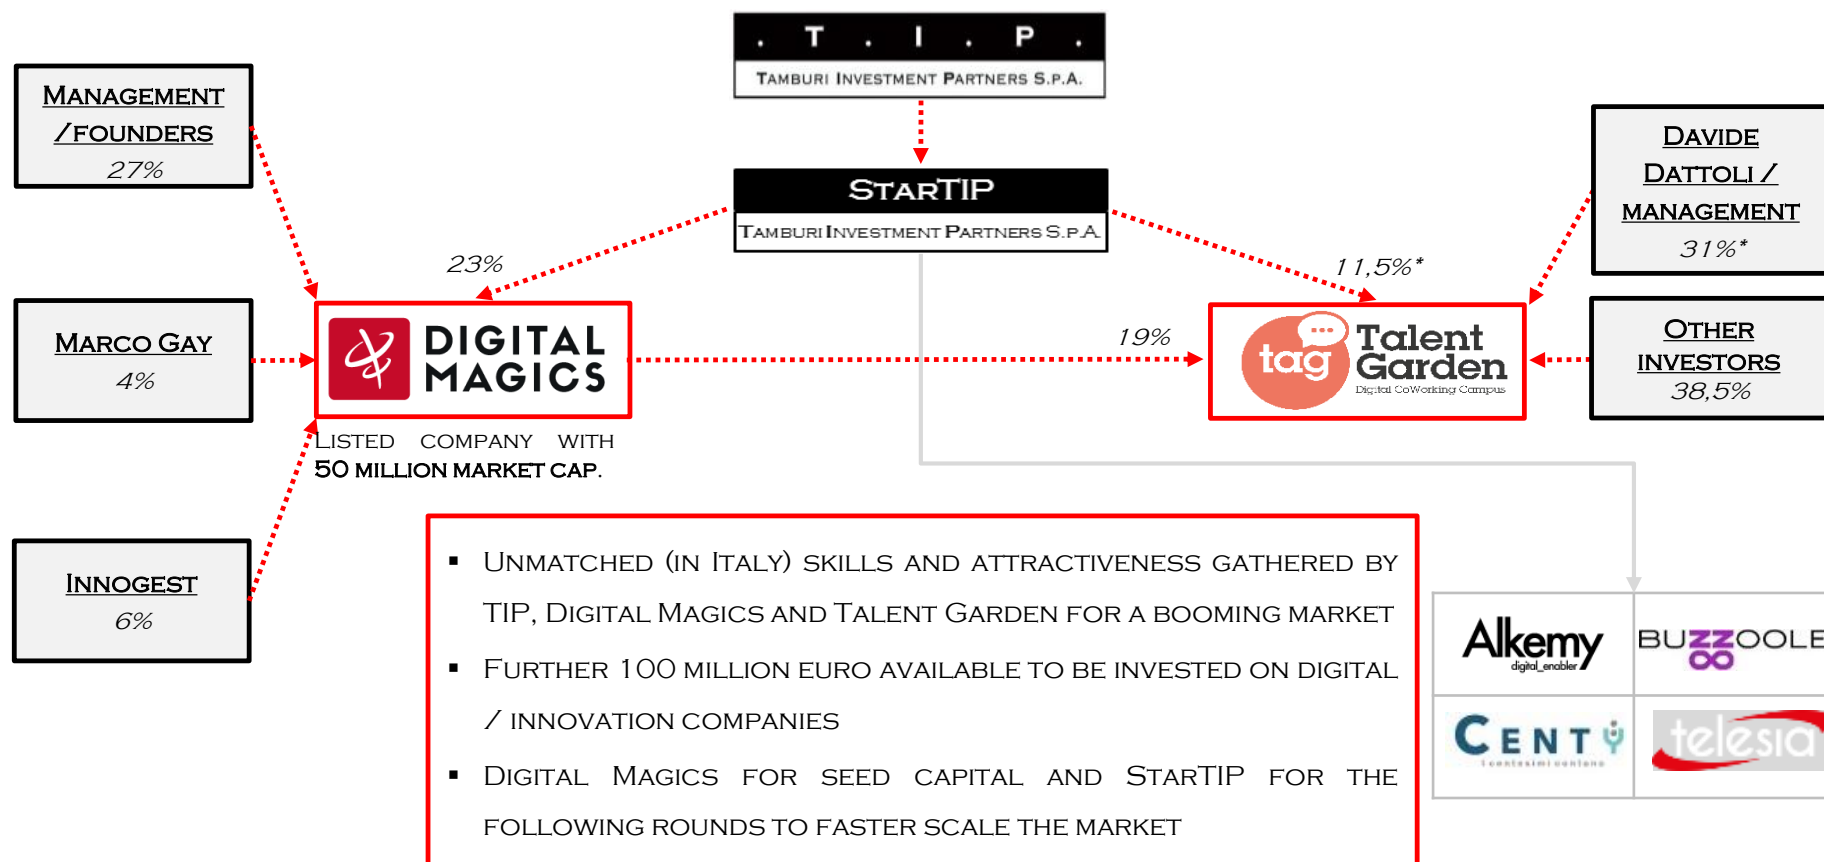 . T . I . P .
TAMBURI INVESTMENT PARTNERS S.P.A.
MANAGEMENT
/FOUNDERS
27%
STARTIP
TAMBURI INVESTMENT PARTNERS S.P.A.
DAVIDE
DATTOLI /
MANAGEMENT
31%*
23%
11,5%*
MARCO GAY
4%
DIGITAL
MAGICS
19%
tag
Talent
Garden
Digital CoWorking Campus
OTHER
INVESTORS
38,5%
LISTED COMPANY WITH
50 MILLION MARKET CAP.
INNOGEST
6%
▪ UNMATCHED (IN ITALY) SKILLS AND ATTRACTIVENESS GATHERED BY
TIP, DIGITAL MAGICS AND TALENT GARDEN FOR A BOOMING MARKET
▪ FURTHER 100 MILLION EURO AVAILABLE TO BE INVESTED ON DIGITAL
/ INNOVATION COMPANIES
▪ DIGITAL MAGICS FOR SEED CAPITAL AND STARTIP FOR THE
FOLLOWING ROUNDS TO FASTER SCALE THE MARKET
Alkemy
digital_enabler
BUZZOOLE
CENTY
I centesimi contano
telesia